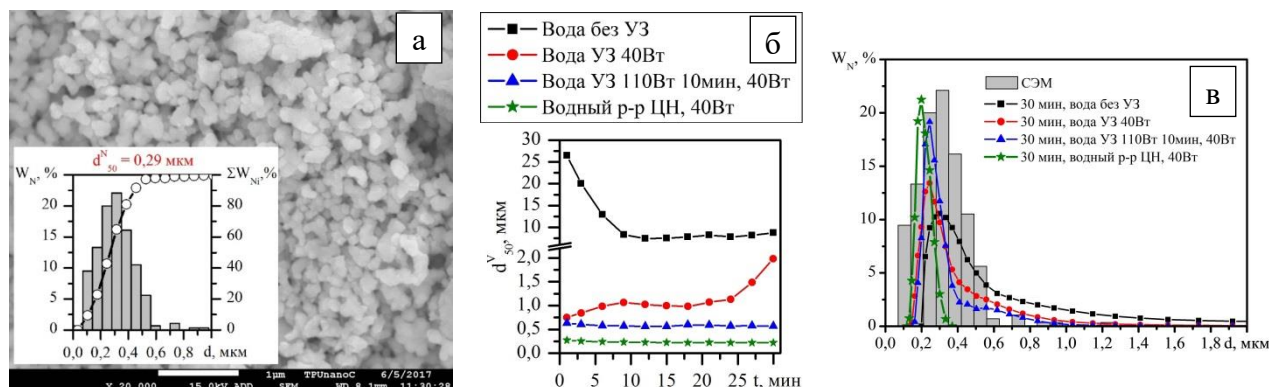 а
d^N_50 = 0,29 мкм
W_N, %
ΣW_Ni, %
20
15
10
5
0
100
80
60
40
20
0
0,0 0,2 0,4 0,6 0,8 d, мкм
1µm TPUnanoC 6/5/2017
X 20,000 15.0kV ADD SEM WD 8.1mm 11:30:28
б
Вода без УЗ
Вода УЗ 40Вт
Вода УЗ 110Вт 10мин, 40Вт
Водный р-р ЦН, 40Вт
d^V_50, мкм
30
25
20
15
10
2,0
1,5
1,0
0,5
0,0
0 5 10 15 20 25 t, мин
в
W_N, %
СЭМ
30 мин, вода без УЗ
30 мин, вода УЗ 40Вт
30 мин, вода УЗ 110Вт 10мин, 40Вт
30 мин, водный р-р ЦН, 40Вт
20
15
10
5
0
0,0 0,2 0,4 0,6 0,8 1,0 1,2 1,4 1,6 1,8 d, мкм